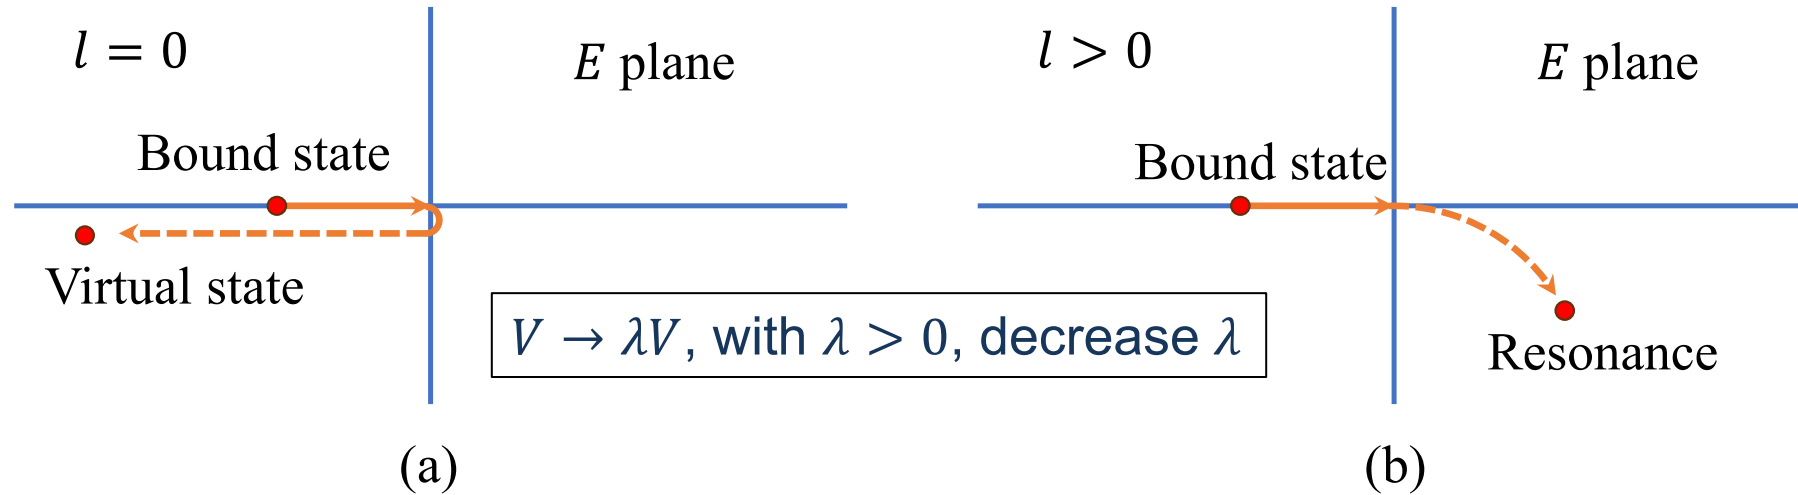 l = 0
E plane
Bound state
Virtual state
l > 0
E plane
Bound state
Resonance
V → λV, with λ > 0, decrease λ
(a)
(b)